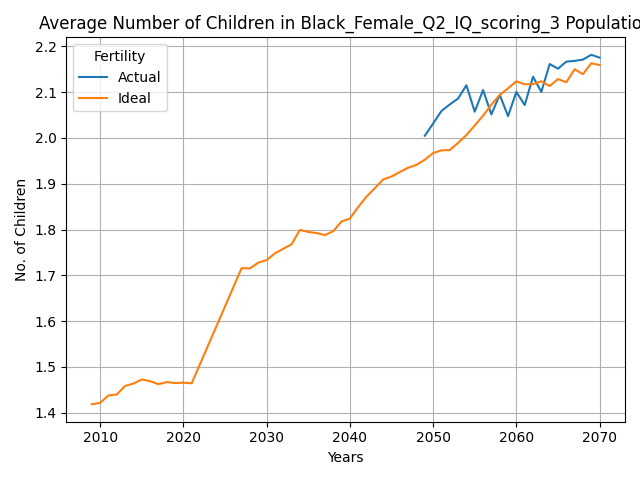 Average Number of Children in Black_Female_Q2_IQ_scoring_3 Populatio
Fertility
Actual
Ideal
2.2
2.1
2.0
1.9
1.8
1.7
1.6
1.5
1.4
No. of Children
2010 2020 2030 2040 2050 2060 2070
Years